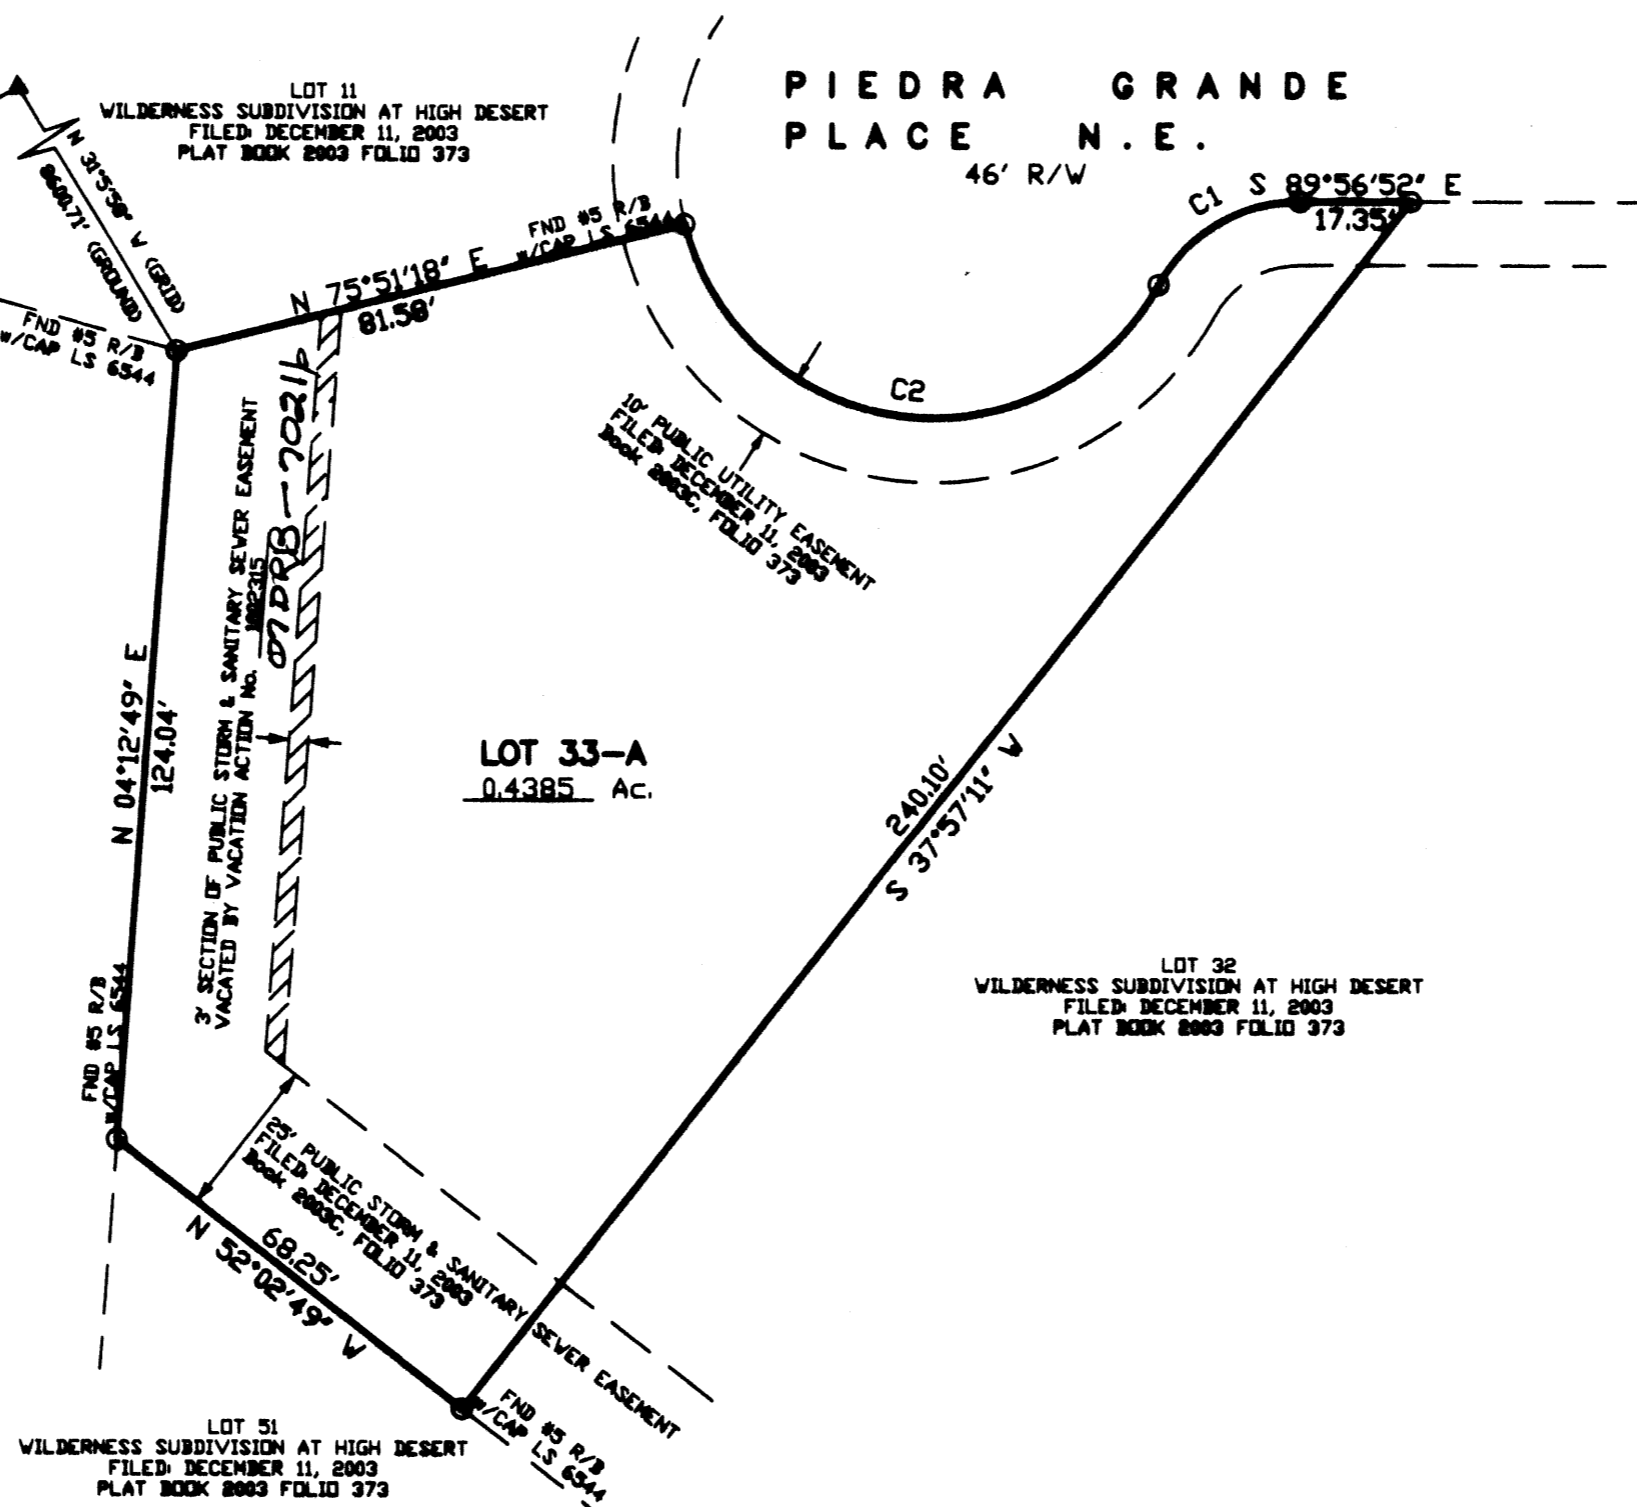 PIEDRA GRANDE
PLACE N.E.
46' R/W
LOT 11
WILDERNESS SUBDIVISION AT HIGH DESERT
FILED: DECEMBER 11, 2003
PLAT BOOK 2003 FOLIO 373
N 31°5'58" W (GRID)
8600.71' (GROUND)
FND #5 R/B
w/CAP LS 6544
FND #5 R/B
w/CAP LS 6544
N 75°51'18" E
81.58'
C1
S 89°56'52" E
17.35'
C2
10' PUBLIC UTILITY EASEMENT
FILED: DECEMBER 11, 2003
Book 2003C, FOLIO 373
3' SECTION OF PUBLIC STORM & SANITARY SEWER EASEMENT
VACATED BY VACATION ACTION No. 1002315
07DRB-70216
N 04°12'49" E
124.04'
LOT 33-A
0.4385 Ac.
240.10'
S 37°57'11" W
LOT 32
WILDERNESS SUBDIVISION AT HIGH DESERT
FILED: DECEMBER 11, 2003
PLAT BOOK 2003 FOLIO 373
FND #5 R/B
w/CAP LS 6544
25' PUBLIC STORM & SANITARY SEWER EASEMENT
FILED: DECEMBER 11, 2003
Book 2003C, FOLIO 373
68.25'
N 52°02'49" W
FND #5 R/B
w/CAP LS 6544
LOT 51
WILDERNESS SUBDIVISION AT HIGH DESERT
FILED: DECEMBER 11, 2003
PLAT BOOK 2003 FOLIO 373